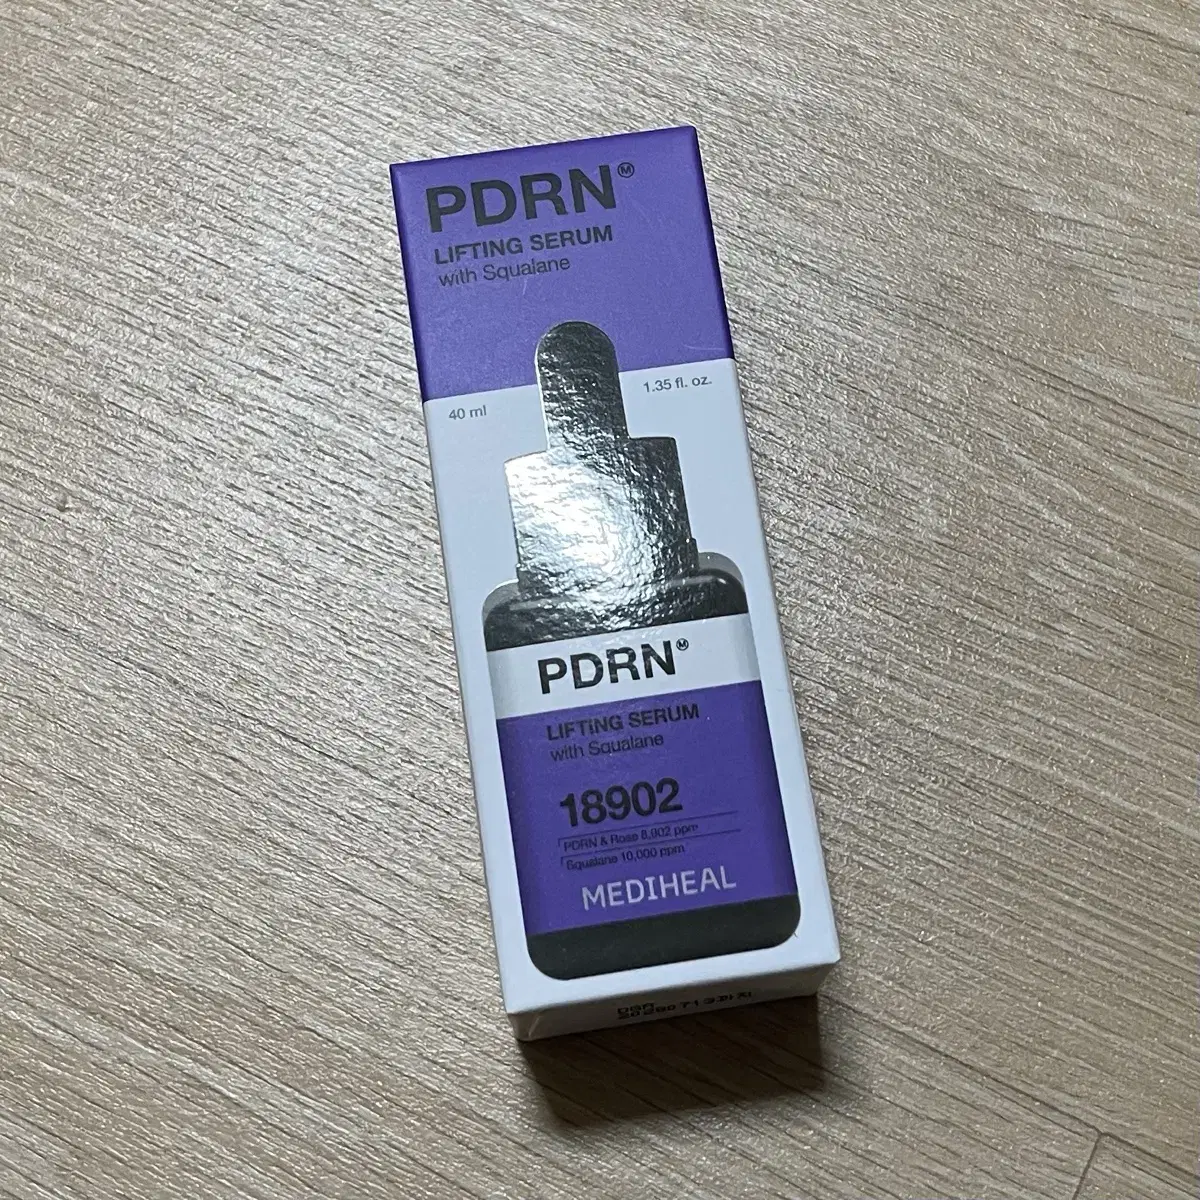 PDRN Ⓜ
LIFTING SERUM
with Squalane
40 ml
1.35 fl. oz.
PDRN Ⓜ
LIFTING SERUM
with Squalane
18902
PDRN & Rose 8,902 ppm
Squalane 10,000 ppm
MEDIHEAL